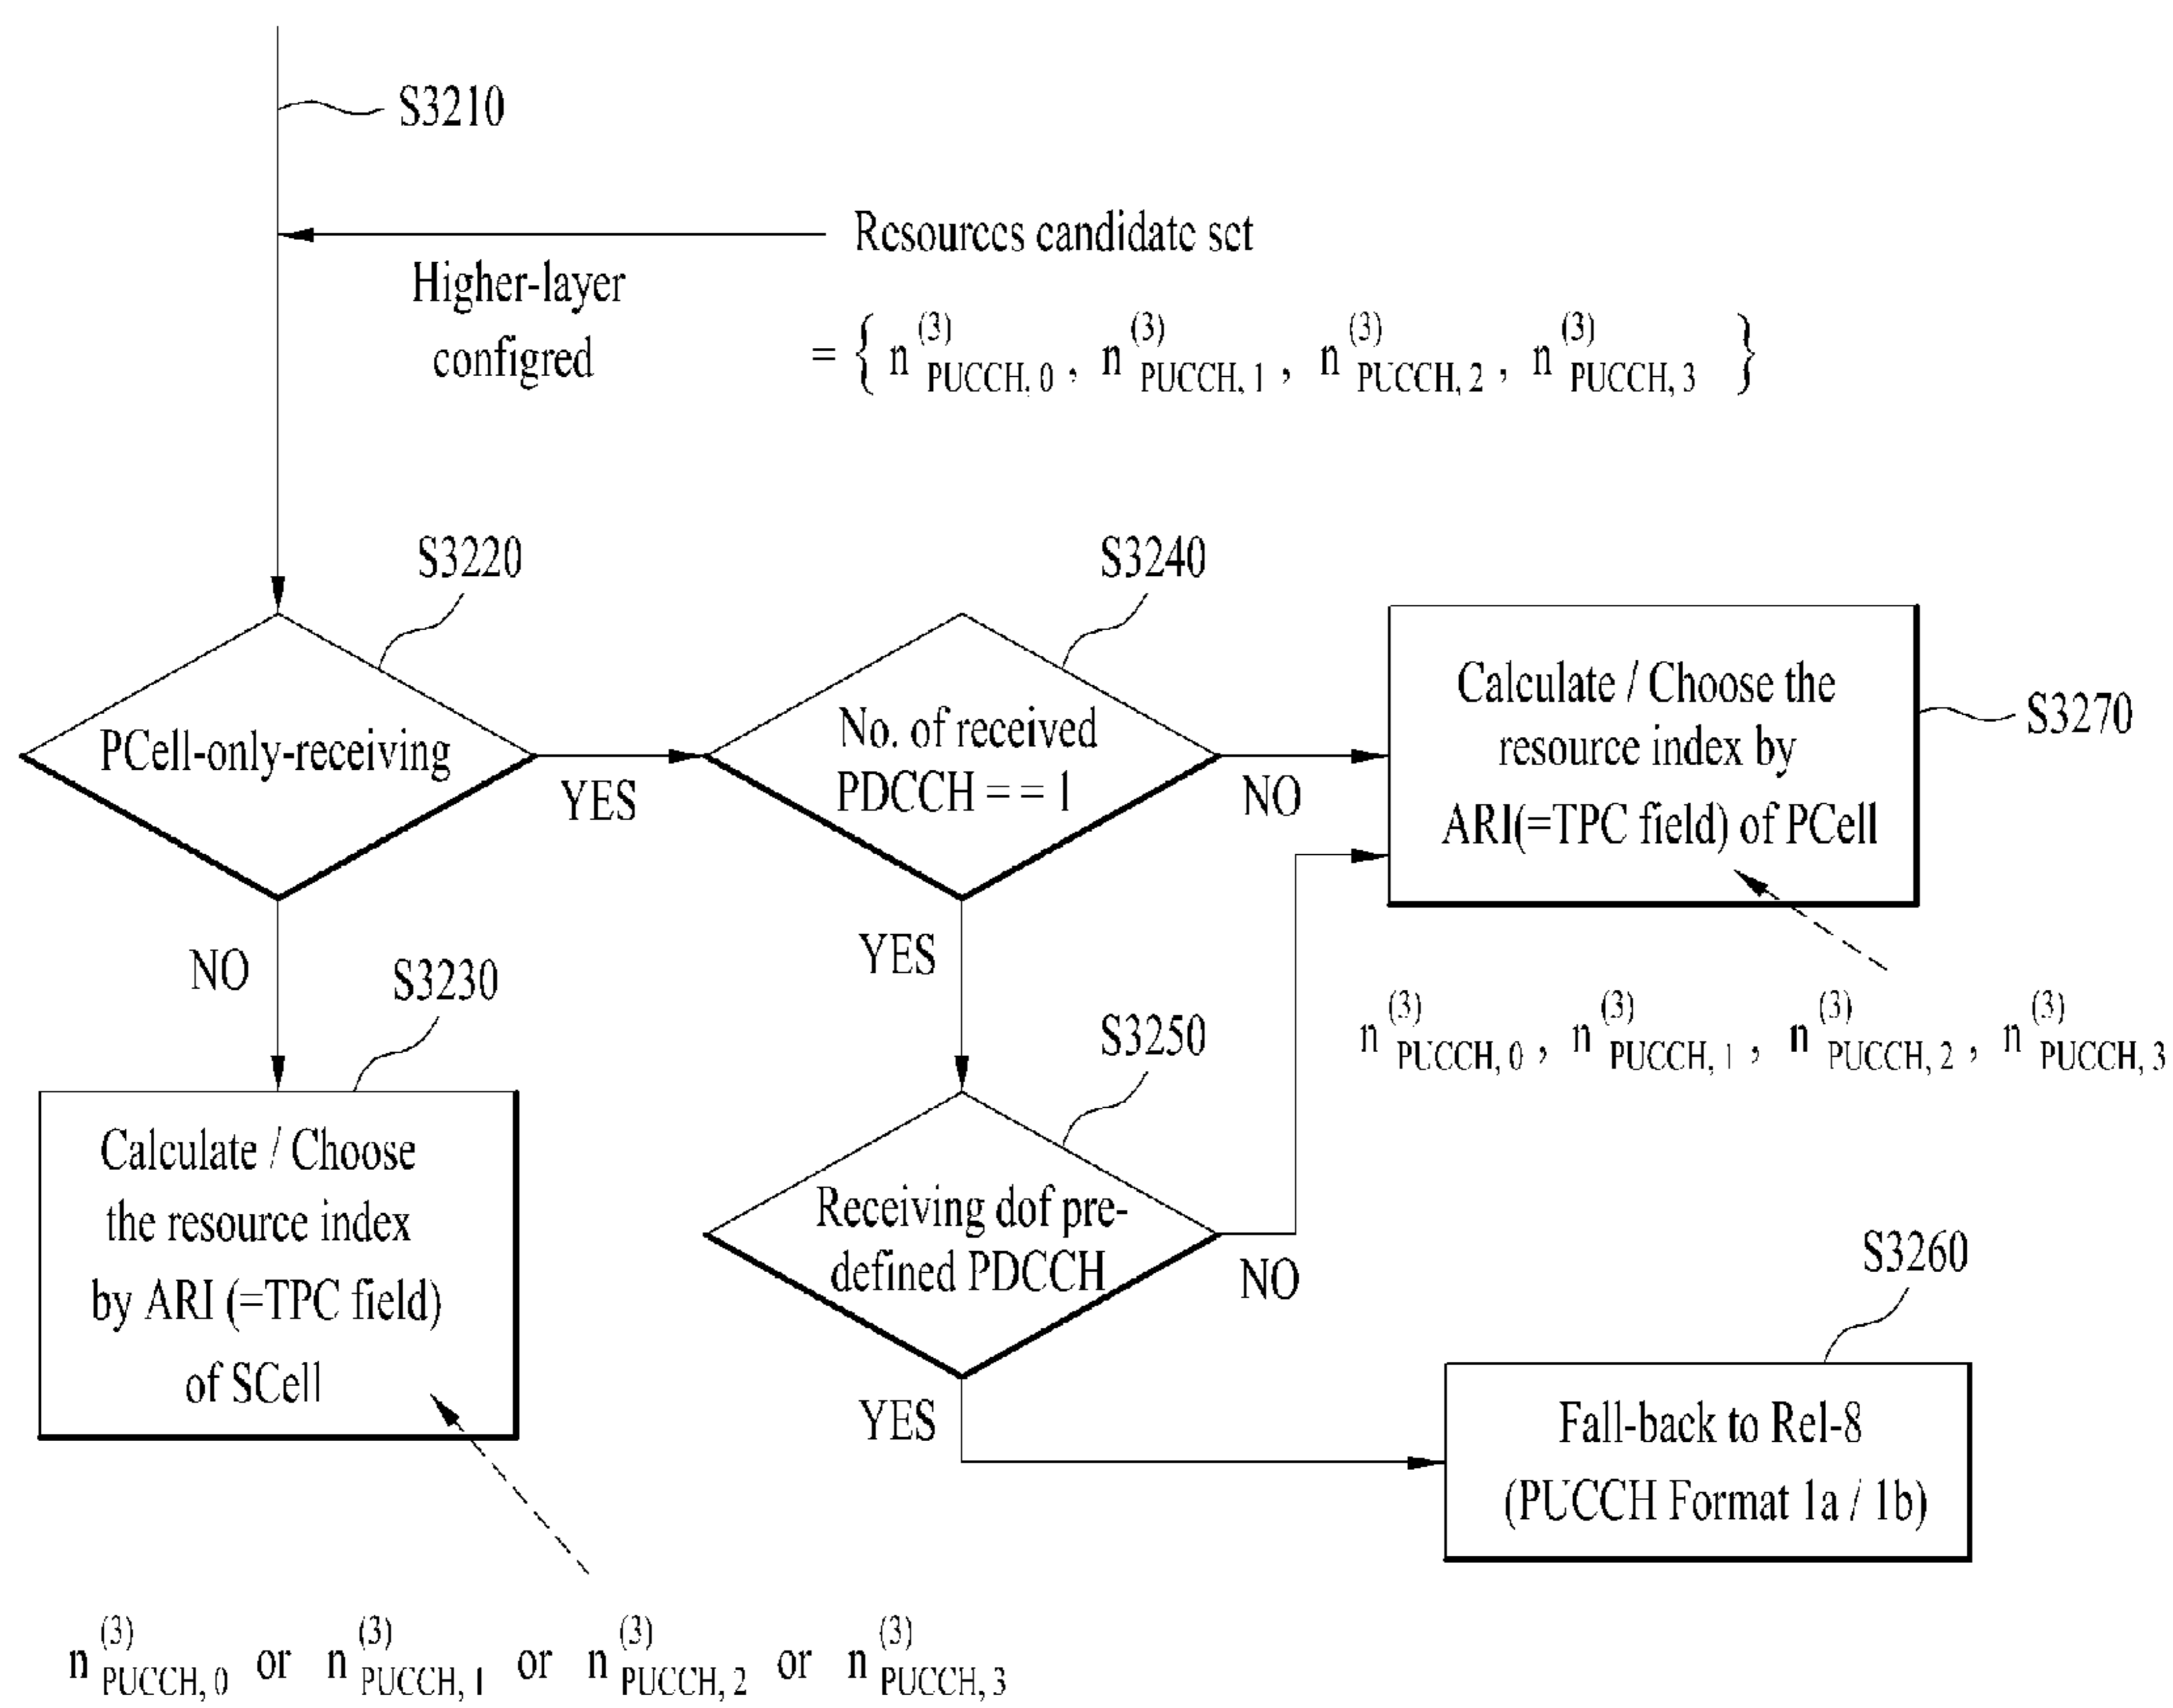 S3210
Resources candidate set
Higher-layer
configred
= { n(3)PUCCH, 0 , n(3)PUCCH, 1 , n(3)PUCCH, 2 , n(3)PUCCH, 3 }
S3220
S3240
PCell-only-receiving
YES
No. of received
PDCCH = = 1
NO
Calculate / Choose the
resource index by
ARI(=TPC field) of PCell
S3270
NO
YES
n(3)PUCCH, 0 , n(3)PUCCH, 1 , n(3)PUCCH, 2 , n(3)PUCCH, 3
S3230
S3250
Calculate / Choose
the resource index
by ARI (=TPC field)
of SCell
Receiving dof pre-
defined PDCCH
NO
YES
S3260
Fall-back to Rel-8
(PUCCH Format 1a / 1b)
n(3)PUCCH, 0 or n(3)PUCCH, 1 or n(3)PUCCH, 2 or n(3)PUCCH, 3